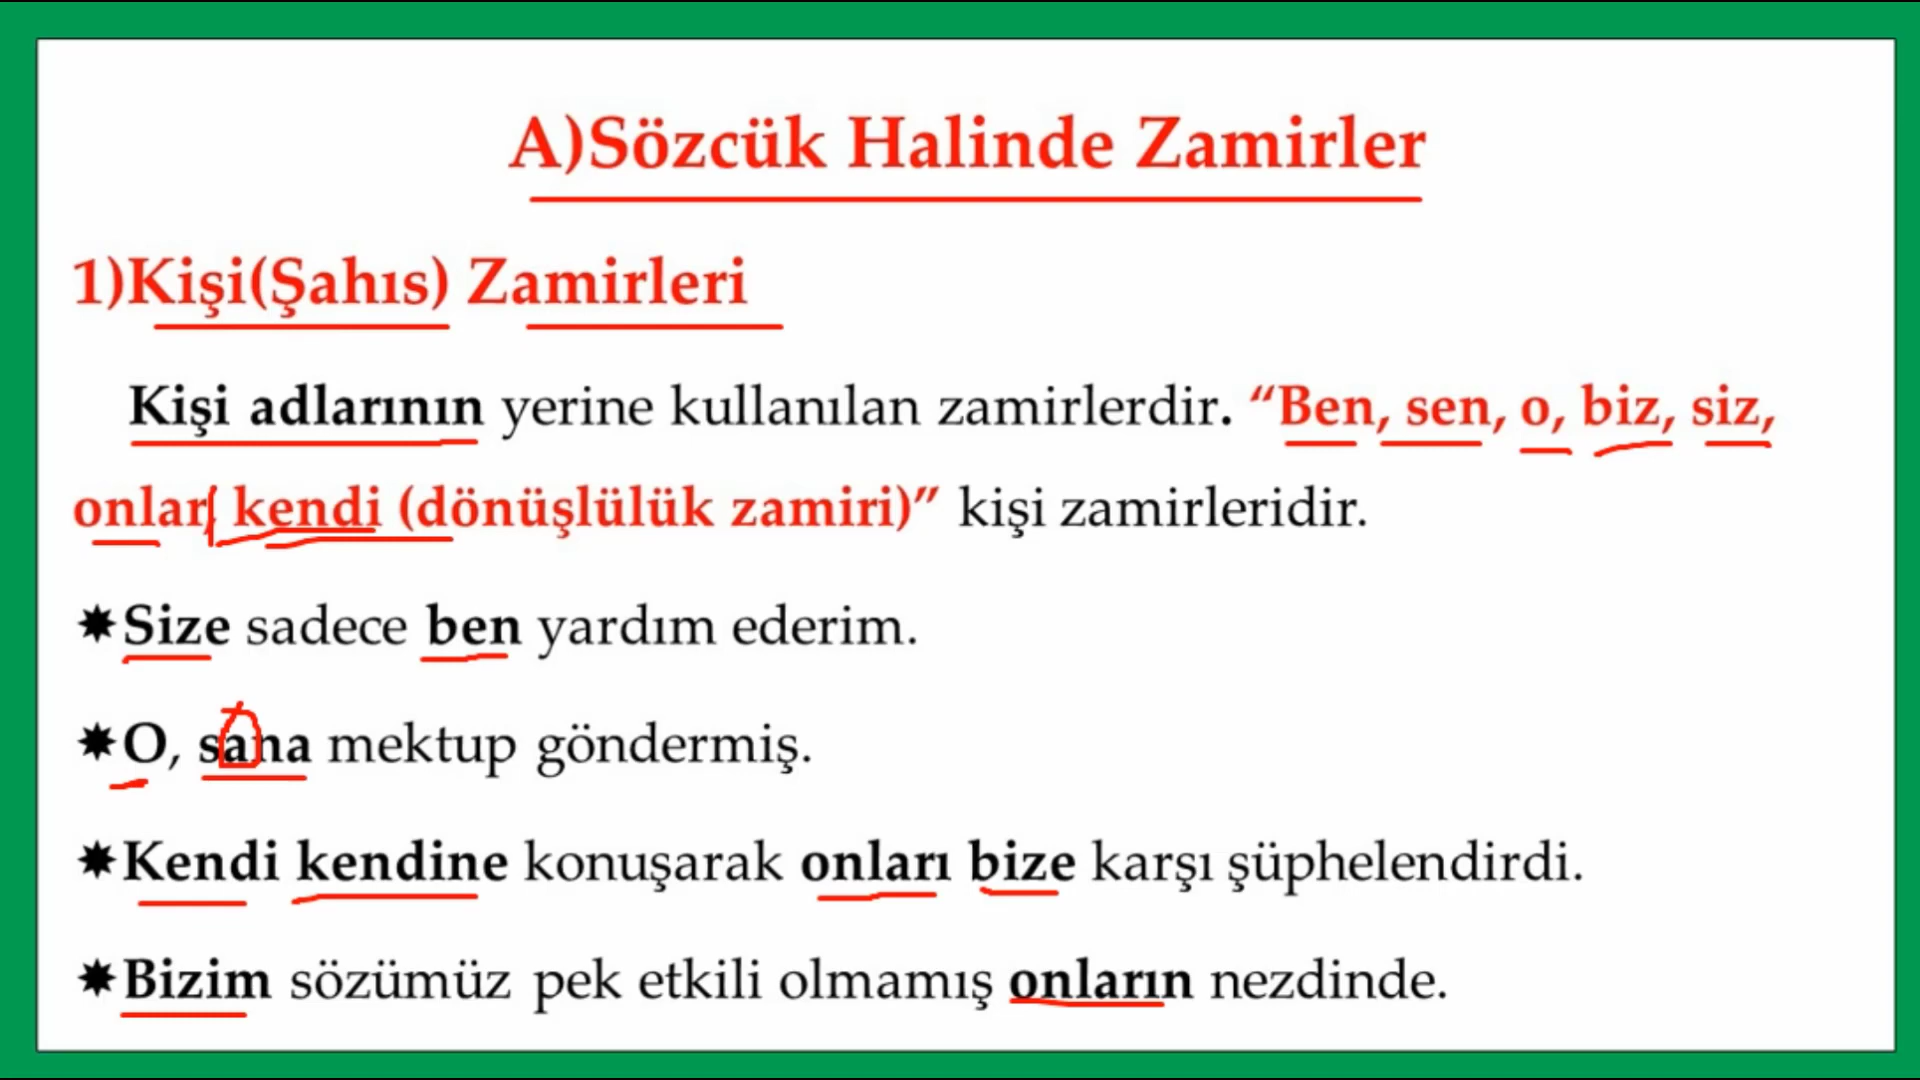 A)Sözcük Halinde Zamirler
1)Kişi(Şahıs) Zamirleri
Kişi adlarının yerine kullanılan zamirlerdir. “Ben, sen, o, biz, siz,
onlar, kendi (dönüşlülük zamiri)” kişi zamirleridir.
✸Size sadece ben yardım ederim.
✸O, sana mektup göndermiş.
✸Kendi kendine konuşarak onları bize karşı şüphelendirdi.
✸Bizim sözümüz pek etkili olmamış onların nezdinde.